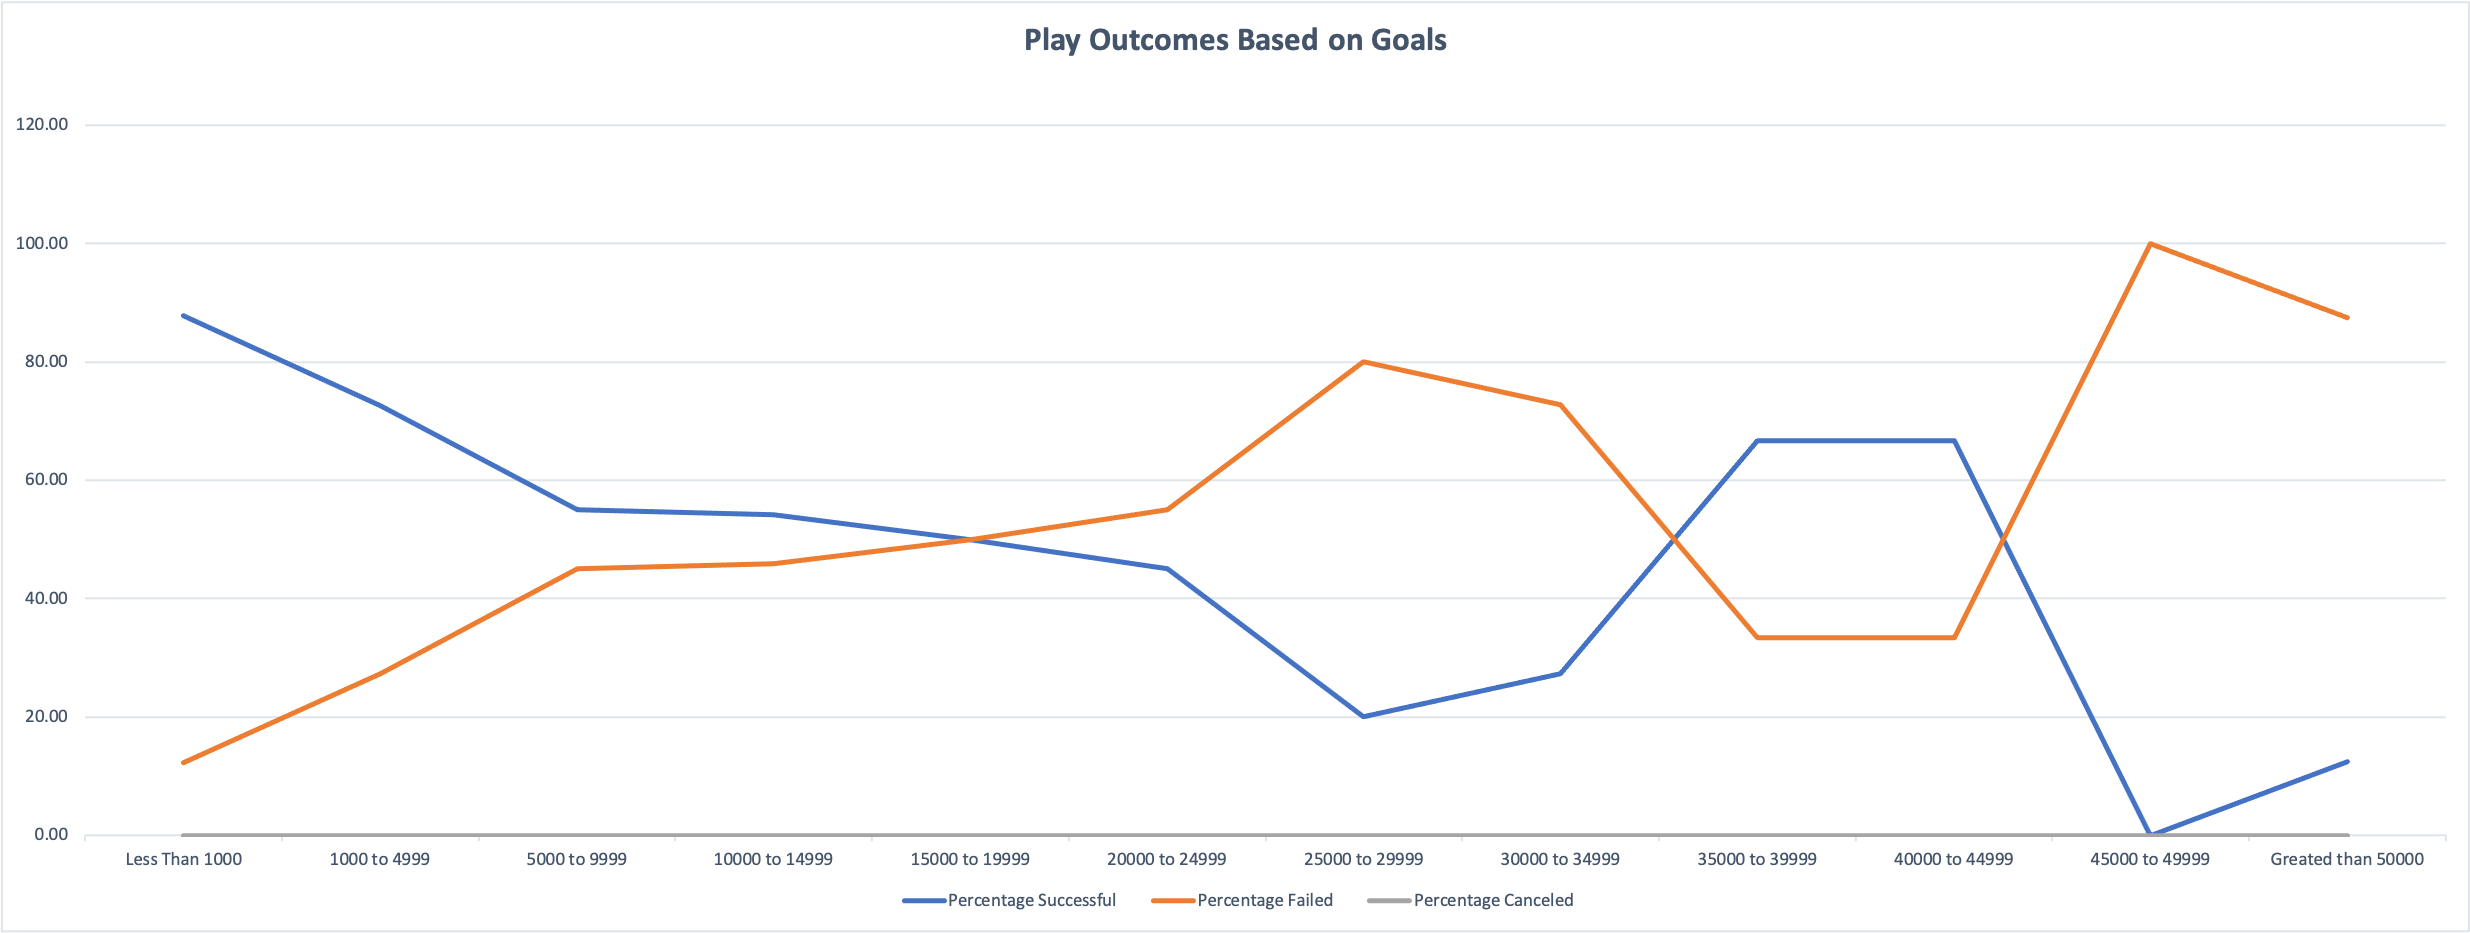 Play Outcomes Based on Goals
120.00
100.00
80.00
60.00
40.00
20.00
0.00
Less Than 1000 1000 to 4999 5000 to 9999 10000 to 14999 15000 to 19999 20000 to 24999 25000 to 29999 30000 to 34999 35000 to 39999 40000 to 44999 45000 to 49999 Greated than 50000
Percentage Successful Percentage Failed Percentage Canceled